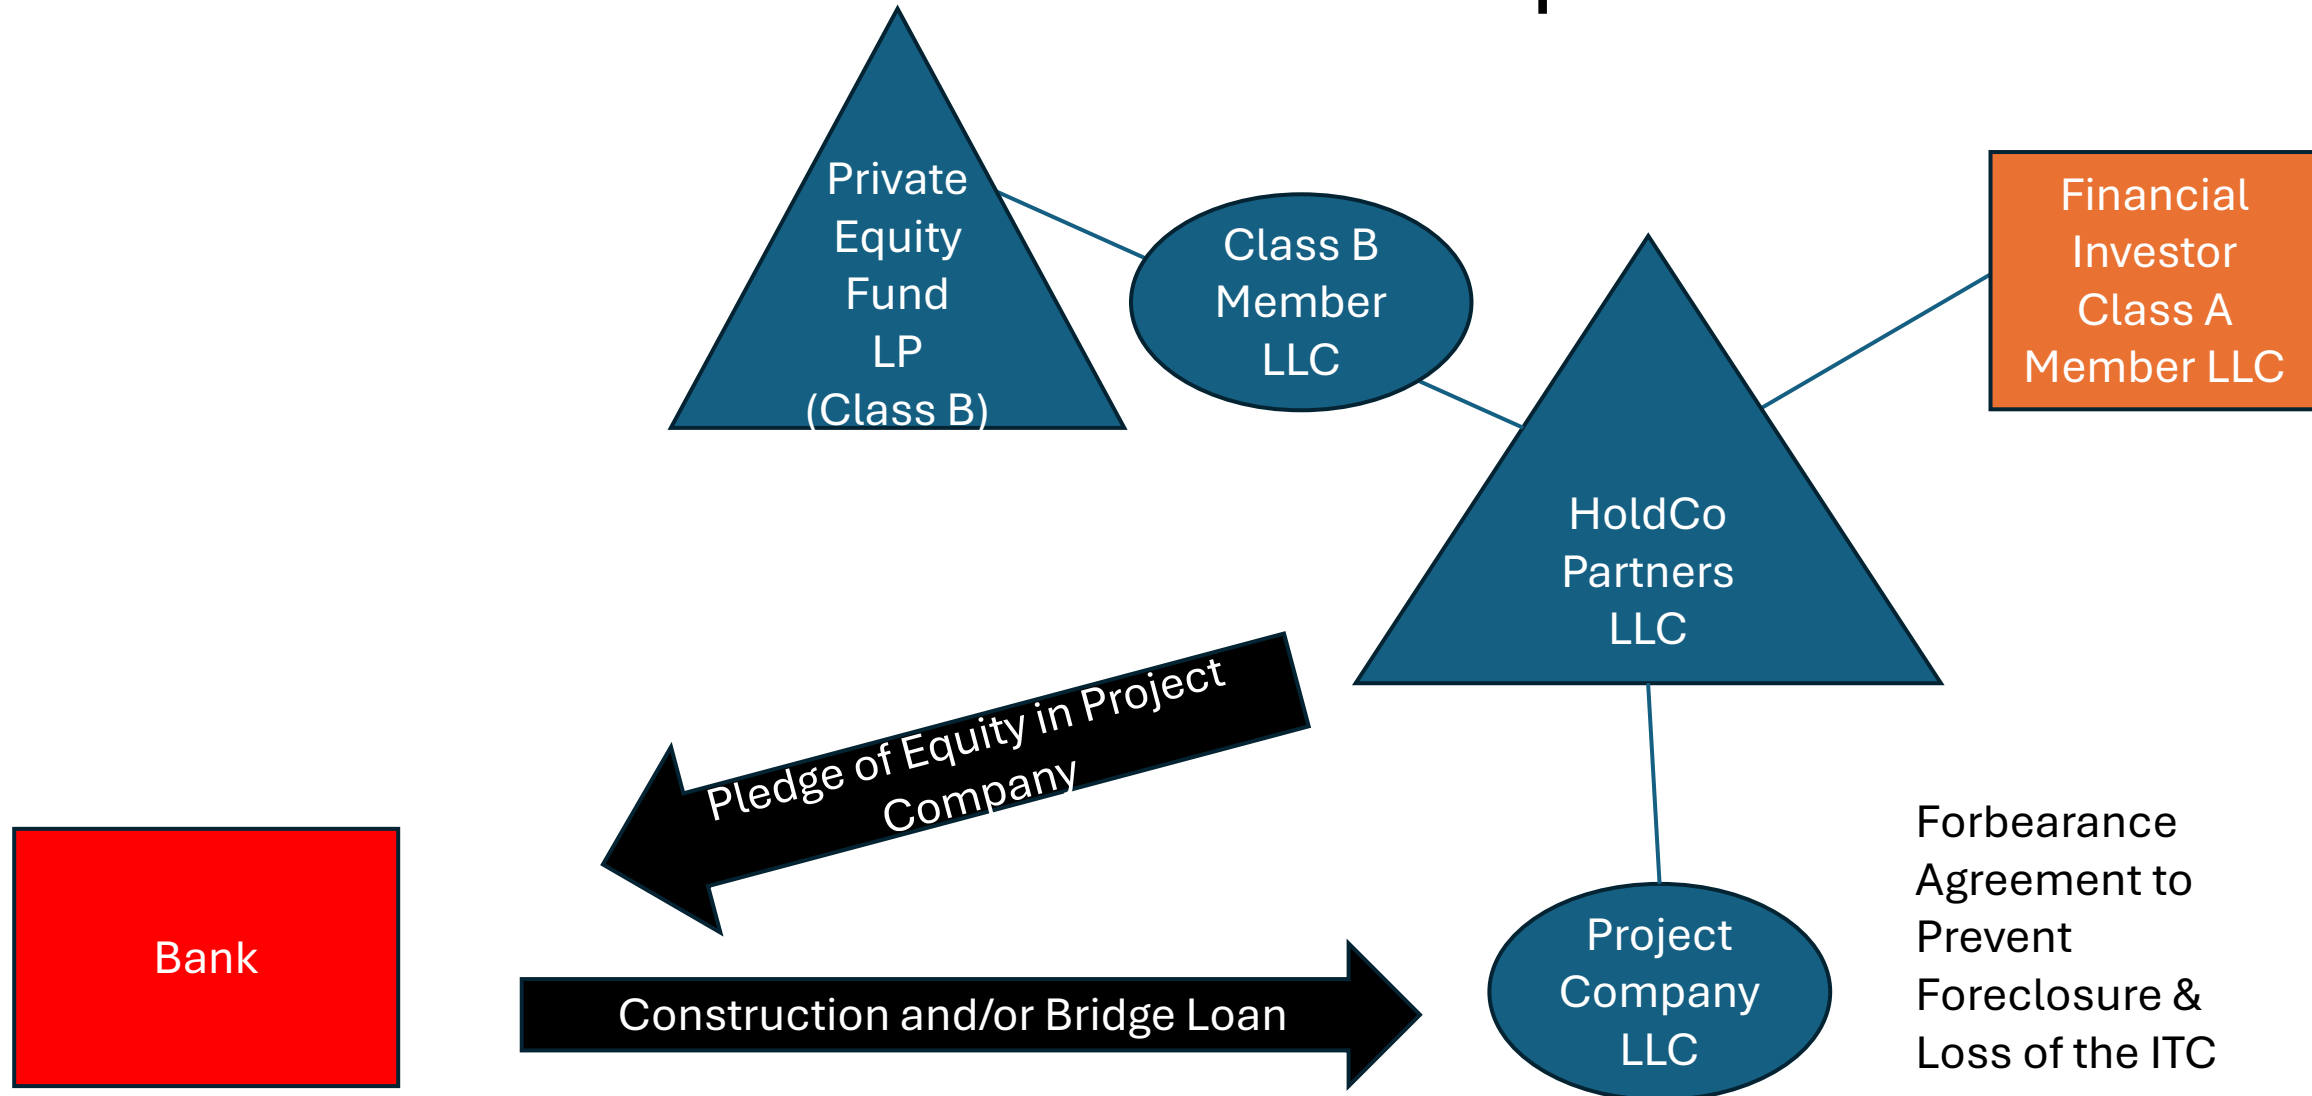 Private
Equity
Fund
LP
(Class B)
Class B
Member
LLC
Financial
Investor
Class A
Member LLC
HoldCo
Partners
LLC
Pledge of Equity in Project
Company
Bank
Construction and/or Bridge Loan
Project
Company
LLC
Forbearance
Agreement to
Prevent
Foreclosure &
Loss of the ITC